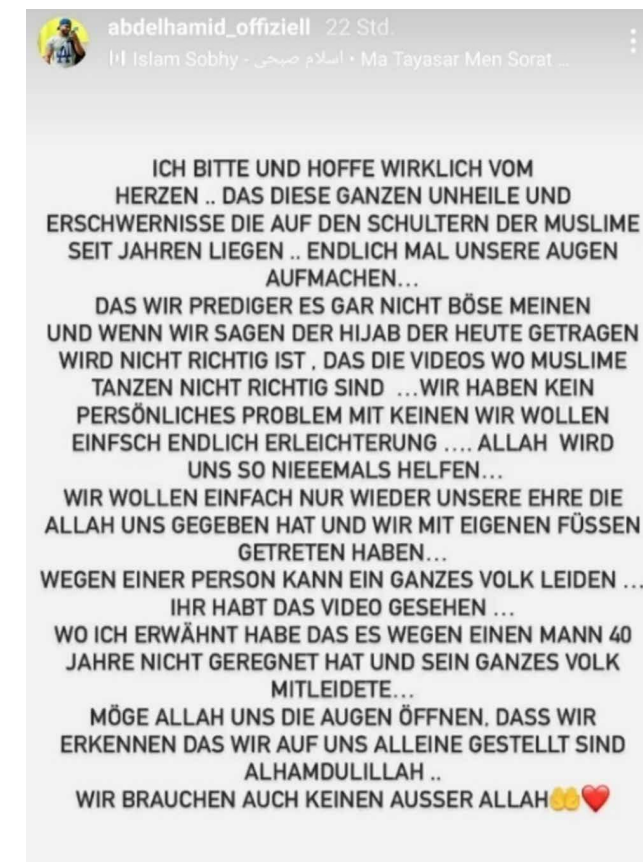 abdelhamid_offiziell 22 Std.
Islam Sobhy - اسلام صبحي • Ma Tayasar Men Sorat ...
ICH BITTE UND HOFFE WIRKLICH VOM
HERZEN .. DAS DIESE GANZEN UNHEILE UND
ERSCHWERNISSE DIE AUF DEN SCHULTERN DER MUSLIME
SEIT JAHREN LIEGEN .. ENDLICH MAL UNSERE AUGEN
AUFMACHEN...
DAS WIR PREDIGER ES GAR NICHT BÖSE MEINEN
UND WENN WIR SAGEN DER HIJAB DER HEUTE GETRAGEN
WIRD NICHT RICHTIG IST , DAS DIE VIDEOS WO MUSLIME
TANZEN NICHT RICHTIG SIND ...WIR HABEN KEIN
PERSÖNLICHES PROBLEM MIT KEINEN WIR WOLLEN
EINFSCH ENDLICH ERLEICHTERUNG .... ALLAH WIRD
UNS SO NIEEEMALS HELFEN...
WIR WOLLEN EINFACH NUR WIEDER UNSERE EHRE DIE
ALLAH UNS GEGEBEN HAT UND WIR MIT EIGENEN FÜSSEN
GETRETEN HABEN...
WEGEN EINER PERSON KANN EIN GANZES VOLK LEIDEN ...
IHR HABT DAS VIDEO GESEHEN ...
WO ICH ERWÄHNT HABE DAS ES WEGEN EINEN MANN 40
JAHRE NICHT GEREGNET HAT UND SEIN GANZES VOLK
MITLEIDETE...
MÖGE ALLAH UNS DIE AUGEN ÖFFNEN, DASS WIR
ERKENNEN DAS WIR AUF UNS ALLEINE GESTELLT SIND
ALHAMDULILLAH ..
WIR BRAUCHEN AUCH KEINEN AUSSER ALLAH🤲❤️